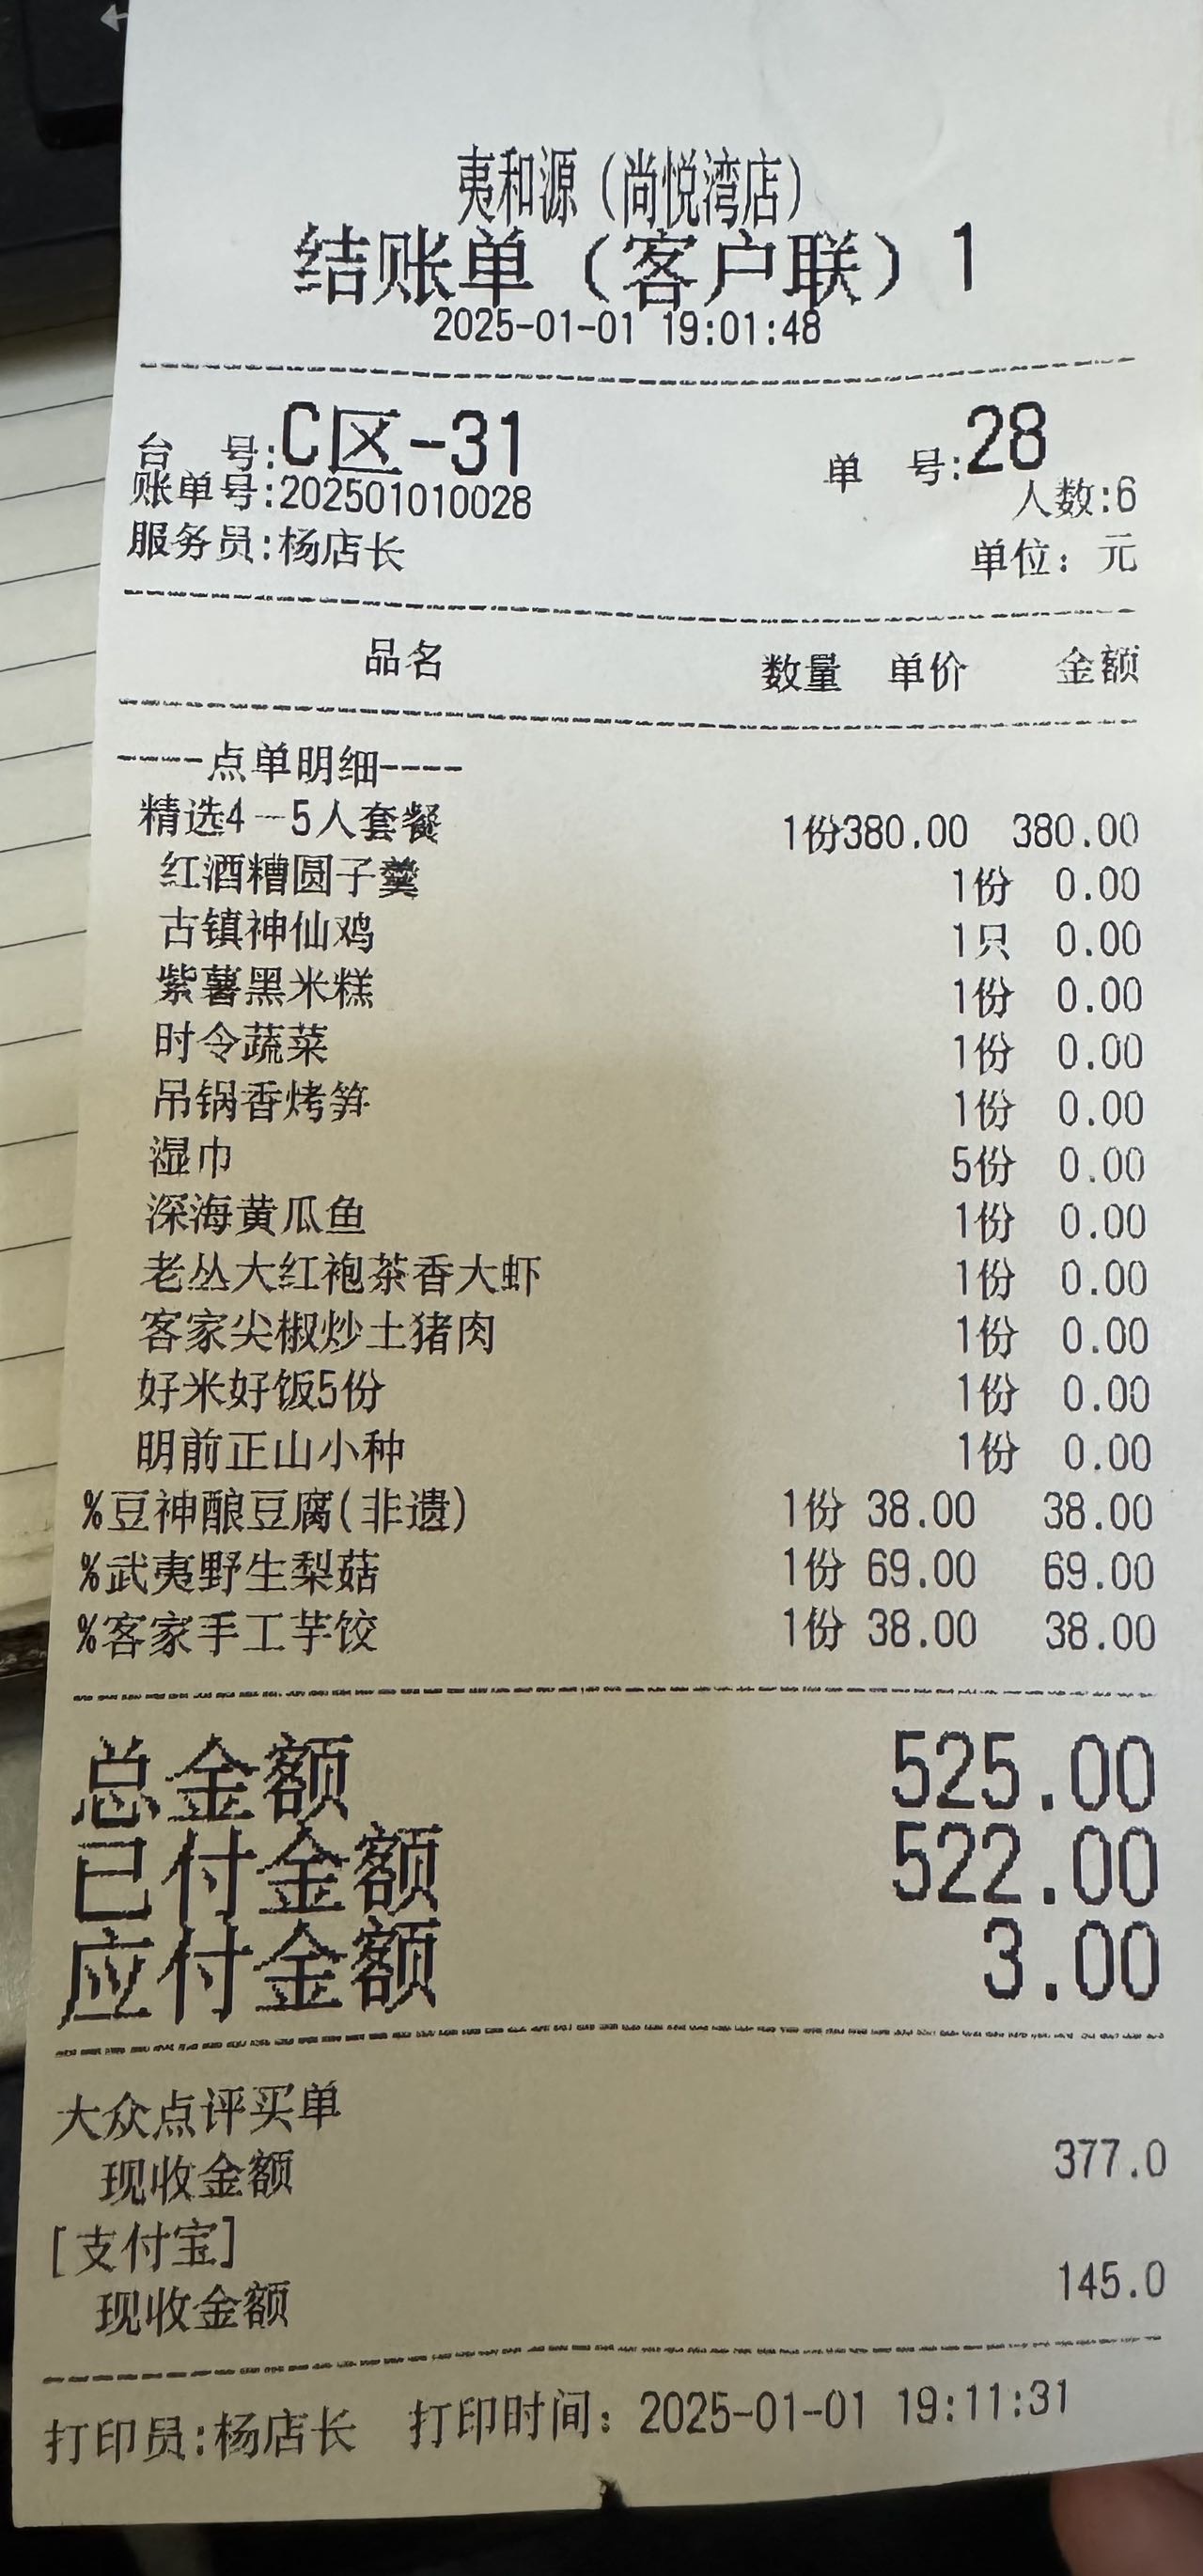 夷和源（尚悦湾店）
结账单（客户联）1
2025-01-01 19:01:48
台 号:C区-31 单 号:28
账单号:202501010028 人数:6
服务员:杨店长 单位：元
品名 数量 单价 金额
----点单明细----
精选4-5人套餐 1份380.00 380.00
红酒糟圆子羹 1份 0.00
古镇神仙鸡 1只 0.00
紫薯黑米糕 1份 0.00
时令蔬菜 1份 0.00
吊锅香烤笋 1份 0.00
湿巾 5份 0.00
深海黄瓜鱼 1份 0.00
老丛大红袍茶香大虾 1份 0.00
客家尖椒炒土猪肉 1份 0.00
好米好饭5份 1份 0.00
明前正山小种 1份 0.00
%豆神酿豆腐(非遗) 1份 38.00 38.00
%武夷野生梨菇 1份 69.00 69.00
%客家手工芋饺 1份 38.00 38.00
总金额 525.00
已付金额 522.00
应付金额 3.00
大众点评买单
现收金额 377.0
[支付宝]
现收金额 145.0
打印员:杨店长 打印时间：2025-01-01 19:11:31